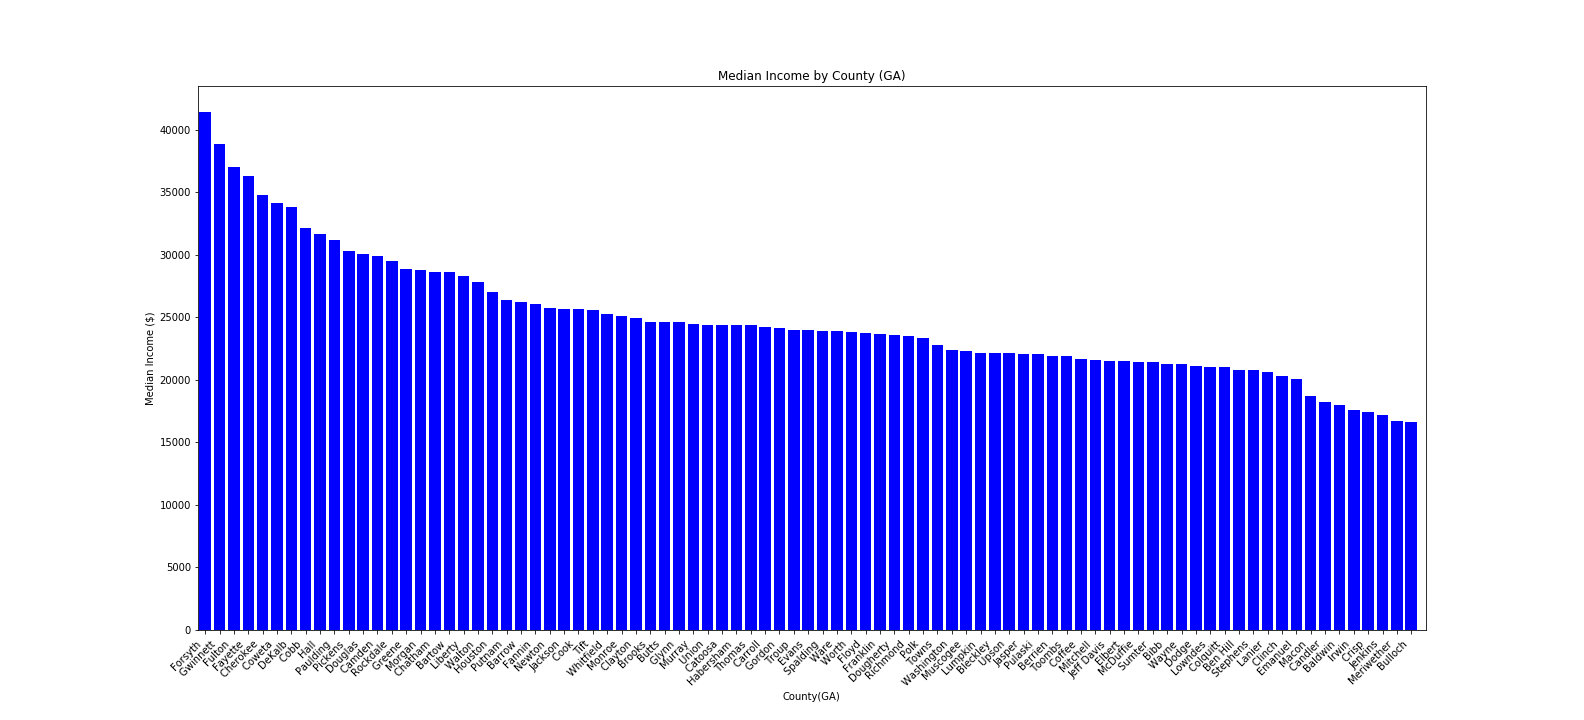 Median Income by County (GA)
40000
35000
30000
25000
20000
15000
10000
5000
0
Median Income ($)
Forsyth
Gwinnett
Fulton
Fayette
Cherokee
Coweta
DeKalb
Cobb
Hall
Paulding
Pickens
Douglas
Camden
Rockdale
Greene
Morgan
Chatham
Bartow
Liberty
Walton
Houston
Putnam
Barrow
Fannin
Newton
Jackson
Cook
Tift
Whitfield
Monroe
Clayton
Brooks
Butts
Glynn
Murray
Union
Catoosa
Habersham
Thomas
Carroll
Gordon
Troup
Evans
Spalding
Ware
Worth
Floyd
Franklin
Dougherty
Richmond
Polk
Towns
Washington
Muscogee
Lumpkin
Bleckley
Upson
Jasper
Pulaski
Berrien
Toombs
Coffee
Mitchell
Jeff Davis
Elbert
McDuffie
Sumter
Bibb
Wayne
Dodge
Lowndes
Colquitt
Ben Hill
Stephens
Lanier
Clinch
Emanuel
Macon
Candler
Baldwin
Irwin
Crisp
Jenkins
Meriwether
Bulloch
County(GA)